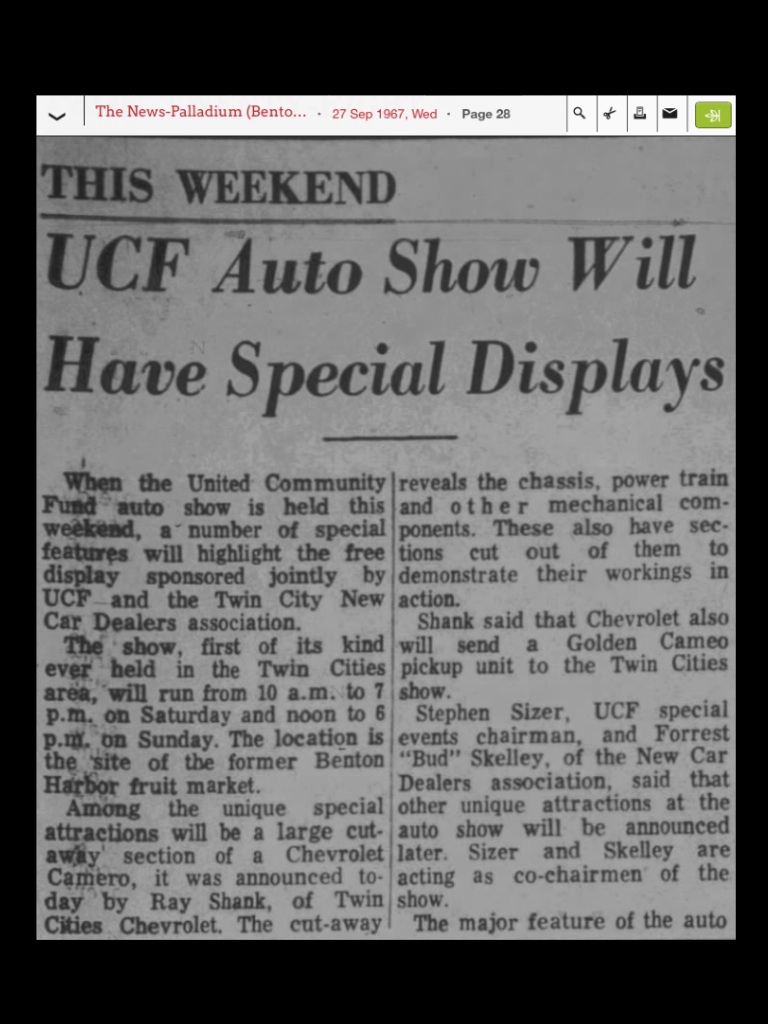 The News-Palladium (Bento... · 27 Sep 1967, Wed · Page 28
THIS WEEKEND
UCF Auto Show Will
Have Special Displays
When the United Community
Fund auto show is held this
weekend, a number of special
features will highlight the free
display sponsored jointly by
UCF and the Twin City New
Car Dealers association.
The show, first of its kind
ever held in the Twin Cities
area, will run from 10 a.m. to 7
p.m. on Saturday and noon to 6
p.m. on Sunday. The location is
the site of the former Benton
Harbor fruit market.
Among the unique special
attractions will be a large cut-
away section of a Chevrolet
Camero, it was announced to-
day by Ray Shank, of Twin
Cities Chevrolet. The cut-away
reveals the chassis, power train
and other mechanical com-
ponents. These also have sec-
tions cut out of them to
demonstrate their workings in
action.
Shank said that Chevrolet also
will send a Golden Cameo
pickup unit to the Twin Cities
show.
Stephen Sizer, UCF special
events chairman, and Forrest
"Bud" Skelley, of the New Car
Dealers association, said that
other unique attractions at the
auto show will be announced
later. Sizer and Skelley are
acting as co-chairmen of the
show.
The major feature of the auto